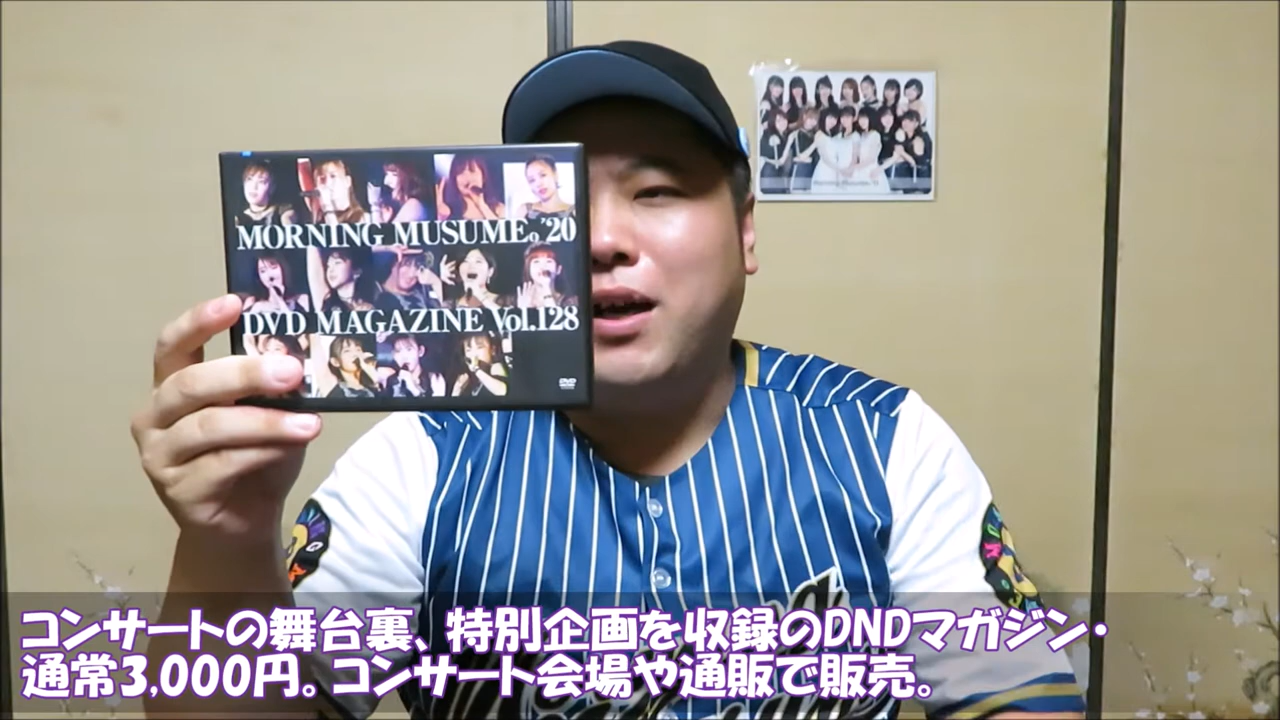 MORNING MUSUME。'20
DVD MAGAZINE Vol.128
DVD
コンサートの舞台裏、特別企画を収録のDNDマガジン・
通常3,000円。コンサート会場や通販で販売。